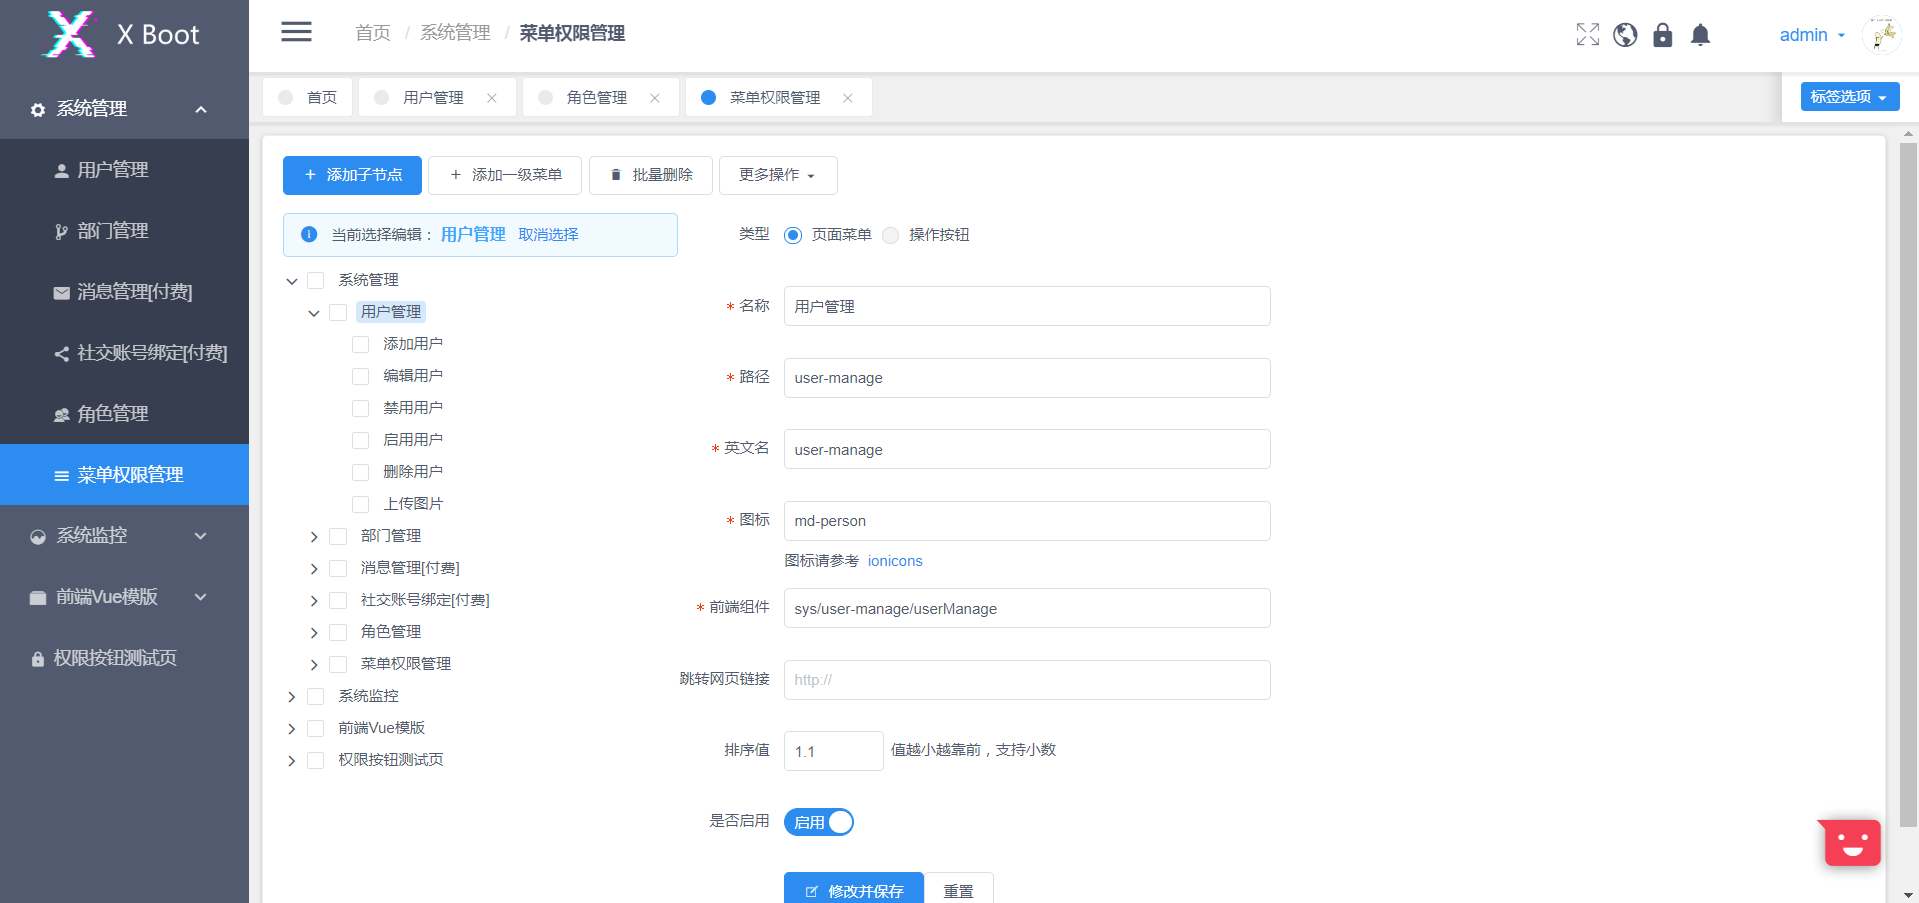 X Boot
首页 / 系统管理 / 菜单权限管理
admin
系统管理
用户管理
部门管理
消息管理[付费]
社交账号绑定[付费]
角色管理
菜单权限管理
系统监控
前端Vue模版
权限按钮测试页
首页
用户管理
角色管理
菜单权限管理
标签选项
添加子节点
添加一级菜单
批量删除
更多操作
当前选择编辑： 用户管理 取消选择
系统管理
用户管理
添加用户
编辑用户
禁用用户
启用用户
删除用户
上传图片
部门管理
消息管理[付费]
社交账号绑定[付费]
角色管理
菜单权限管理
系统监控
前端Vue模版
权限按钮测试页
类型 页面菜单 操作按钮
* 名称 用户管理
* 路径 user-manage
* 英文名 user-manage
* 图标 md-person
图标请参考 ionicons
* 前端组件 sys/user-manage/userManage
跳转网页链接 http://
排序值 1.1 值越小越靠前，支持小数
是否启用 启用
修改并保存 重置